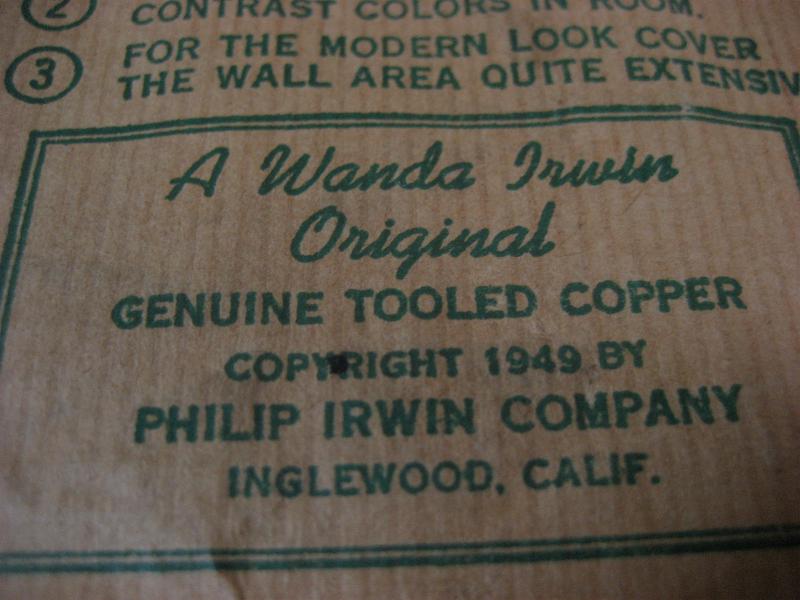 2 CONTRAST COLORS IN ROOM.
3 FOR THE MODERN LOOK COVER
THE WALL AREA QUITE EXTENSIV
A Wanda Irwin
Original
GENUINE TOOLED COPPER
COPYRIGHT 1949 BY
PHILIP IRWIN COMPANY
INGLEWOOD, CALIF.